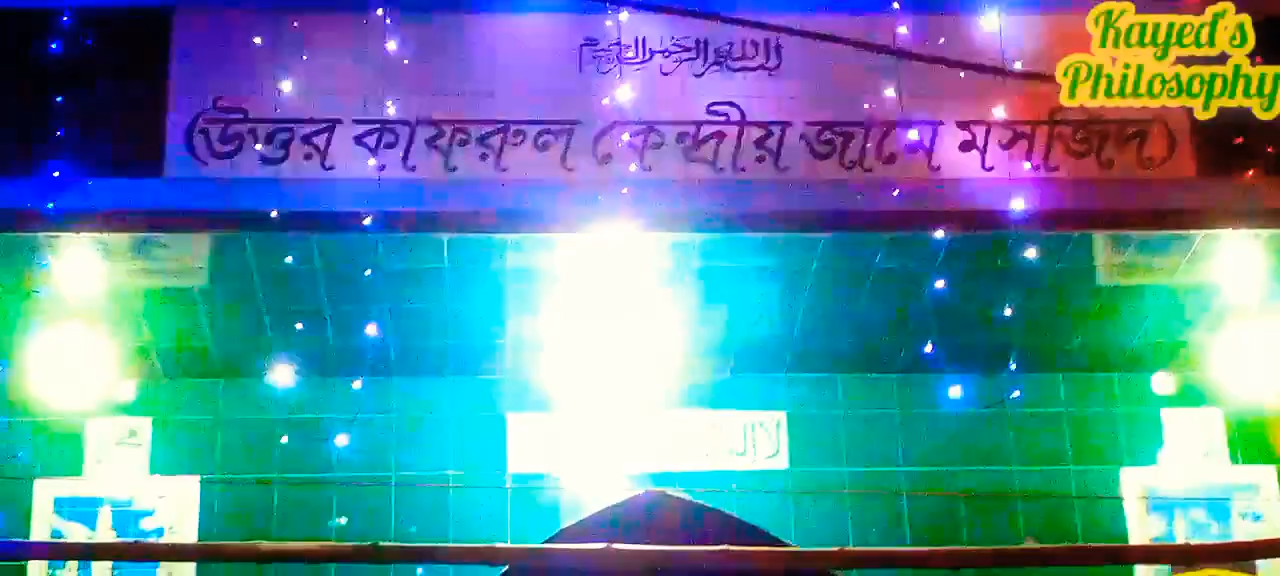 Kayed's
Philosophy
بسم الله الرحمن الرحيم
(উত্তর কাফরুল কেন্দ্রীয় জামে মসজিদ)